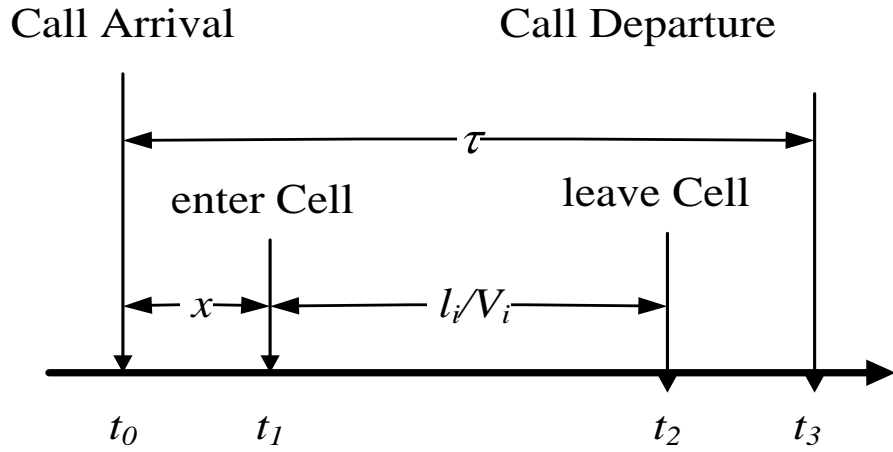 Call Arrival
Call Departure
τ
enter Cell
leave Cell
x
l_i/V_i
t_0
t_1
t_2
t_3